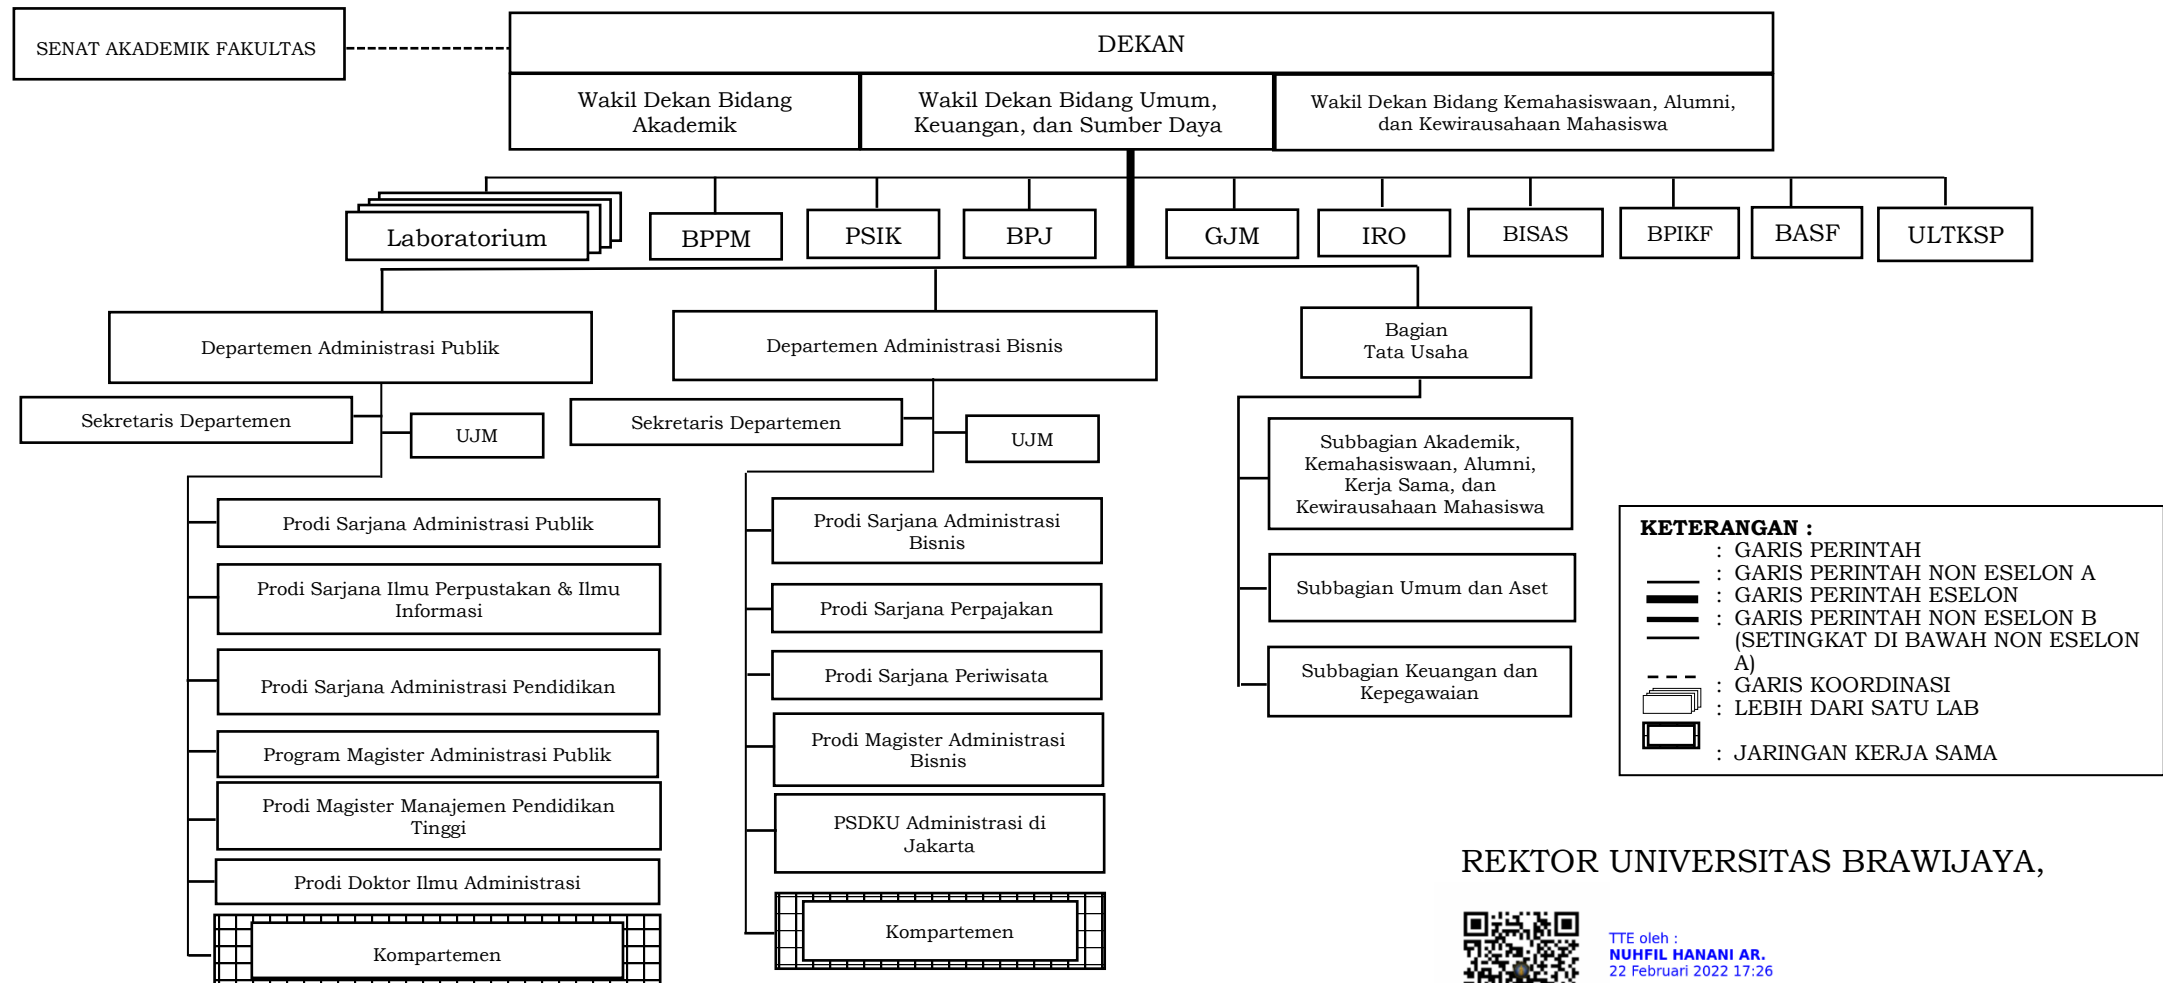 SENAT AKADEMIK FAKULTAS
DEKAN
Wakil Dekan Bidang
Akademik
Wakil Dekan Bidang Umum,
Keuangan, dan Sumber Daya
Wakil Dekan Bidang Kemahasiswaan, Alumni,
dan Kewirausahaan Mahasiswa
Laboratorium
BPPM
PSIK
BPJ
GJM
IRO
BISAS
BPIKF
BASF
ULTKSP
Departemen Administrasi Publik
Departemen Administrasi Bisnis
Bagian
Tata Usaha
Sekretaris Departemen
UJM
Sekretaris Departemen
UJM
Prodi Sarjana Administrasi Publik
Prodi Sarjana Ilmu Perpustakan & Ilmu
Informasi
Prodi Sarjana Administrasi Pendidikan
Program Magister Administrasi Publik
Prodi Magister Manajemen Pendidikan
Tinggi
Prodi Doktor Ilmu Administrasi
Kompartemen
Prodi Sarjana Administrasi
Bisnis
Prodi Sarjana Perpajakan
Prodi Sarjana Periwisata
Prodi Magister Administrasi
Bisnis
PSDKU Administrasi di
Jakarta
Kompartemen
Subbagian Akademik,
Kemahasiswaan, Alumni,
Kerja Sama, dan
Kewirausahaan Mahasiswa
Subbagian Umum dan Aset
Subbagian Keuangan dan
Kepegawaian
KETERANGAN :
: GARIS PERINTAH
: GARIS PERINTAH NON ESELON A
: GARIS PERINTAH ESELON
: GARIS PERINTAH NON ESELON B
(SETINGKAT DI BAWAH NON ESELON
A)
: GARIS KOORDINASI
: LEBIH DARI SATU LAB
: JARINGAN KERJA SAMA
REKTOR UNIVERSITAS BRAWIJAYA,
TTE oleh :
NUHFIL HANANI AR.
22 Februari 2022 17:26